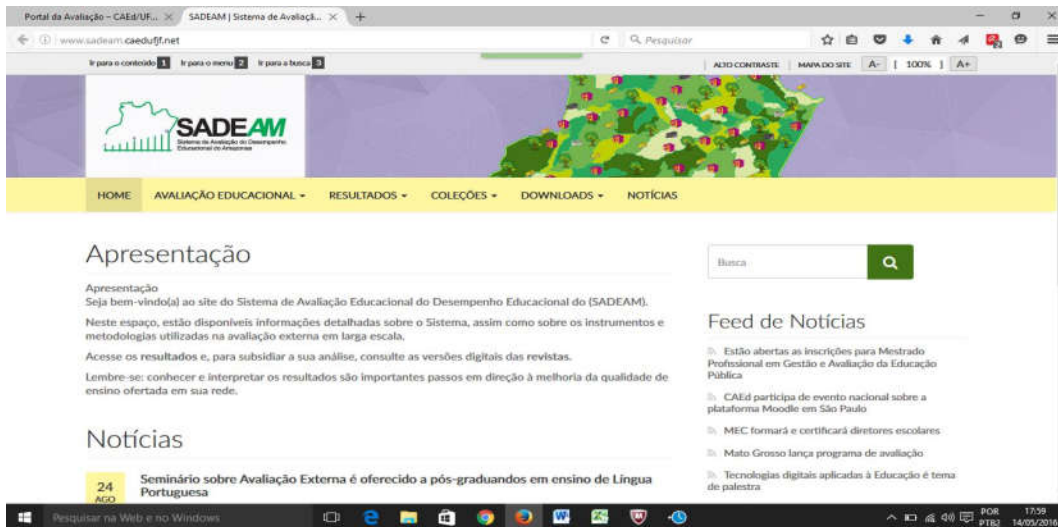 Portal da Avaliação – CAEd/UF...
SADEAM | Sistema de Avaliaçã...
www.sadeam.caedufjf.net
Pesquisar
Ir para o conteúdo 1 Ir para o menu 2 Ir para a busca 3
ALTO CONTRASTE MAPA DO SITE A- [ 100% ] A+
SADEAM
Sistema de Avaliação do Desempenho
Educacional do Amazonas
HOME AVALIAÇÃO EDUCACIONAL RESULTADOS COLEÇÕES DOWNLOADS NOTÍCIAS
Apresentação
Apresentação
Seja bem-vindo(a) ao site do Sistema de Avaliação Educacional do Desempenho Educacional do (SADEAM).
Neste espaço, estão disponíveis informações detalhadas sobre o Sistema, assim como sobre os instrumentos e
metodologias utilizadas na avaliação externa em larga escala.
Acesse os resultados e, para subsidiar a sua análise, consulte as versões digitais das revistas.
Lembre-se: conhecer e interpretar os resultados são importantes passos em direção à melhoria da qualidade de
ensino ofertada em sua rede.
Notícias
24
AGO
Seminário sobre Avaliação Externa é oferecido a pós-graduandos em ensino de Língua
Portuguesa
Busca
Feed de Notícias
Estão abertas as inscrições para Mestrado
Profissional em Gestão e Avaliação da Educação
Pública
CAEd participa de evento nacional sobre a
plataforma Moodle em São Paulo
MEC formará e certificará diretores escolares
Mato Grosso lança programa de avaliação
Tecnologias digitais aplicadas à Educação é tema
de palestra
Pesquisar na Web e no Windows
POR
PTB2
17:59
14/05/2016